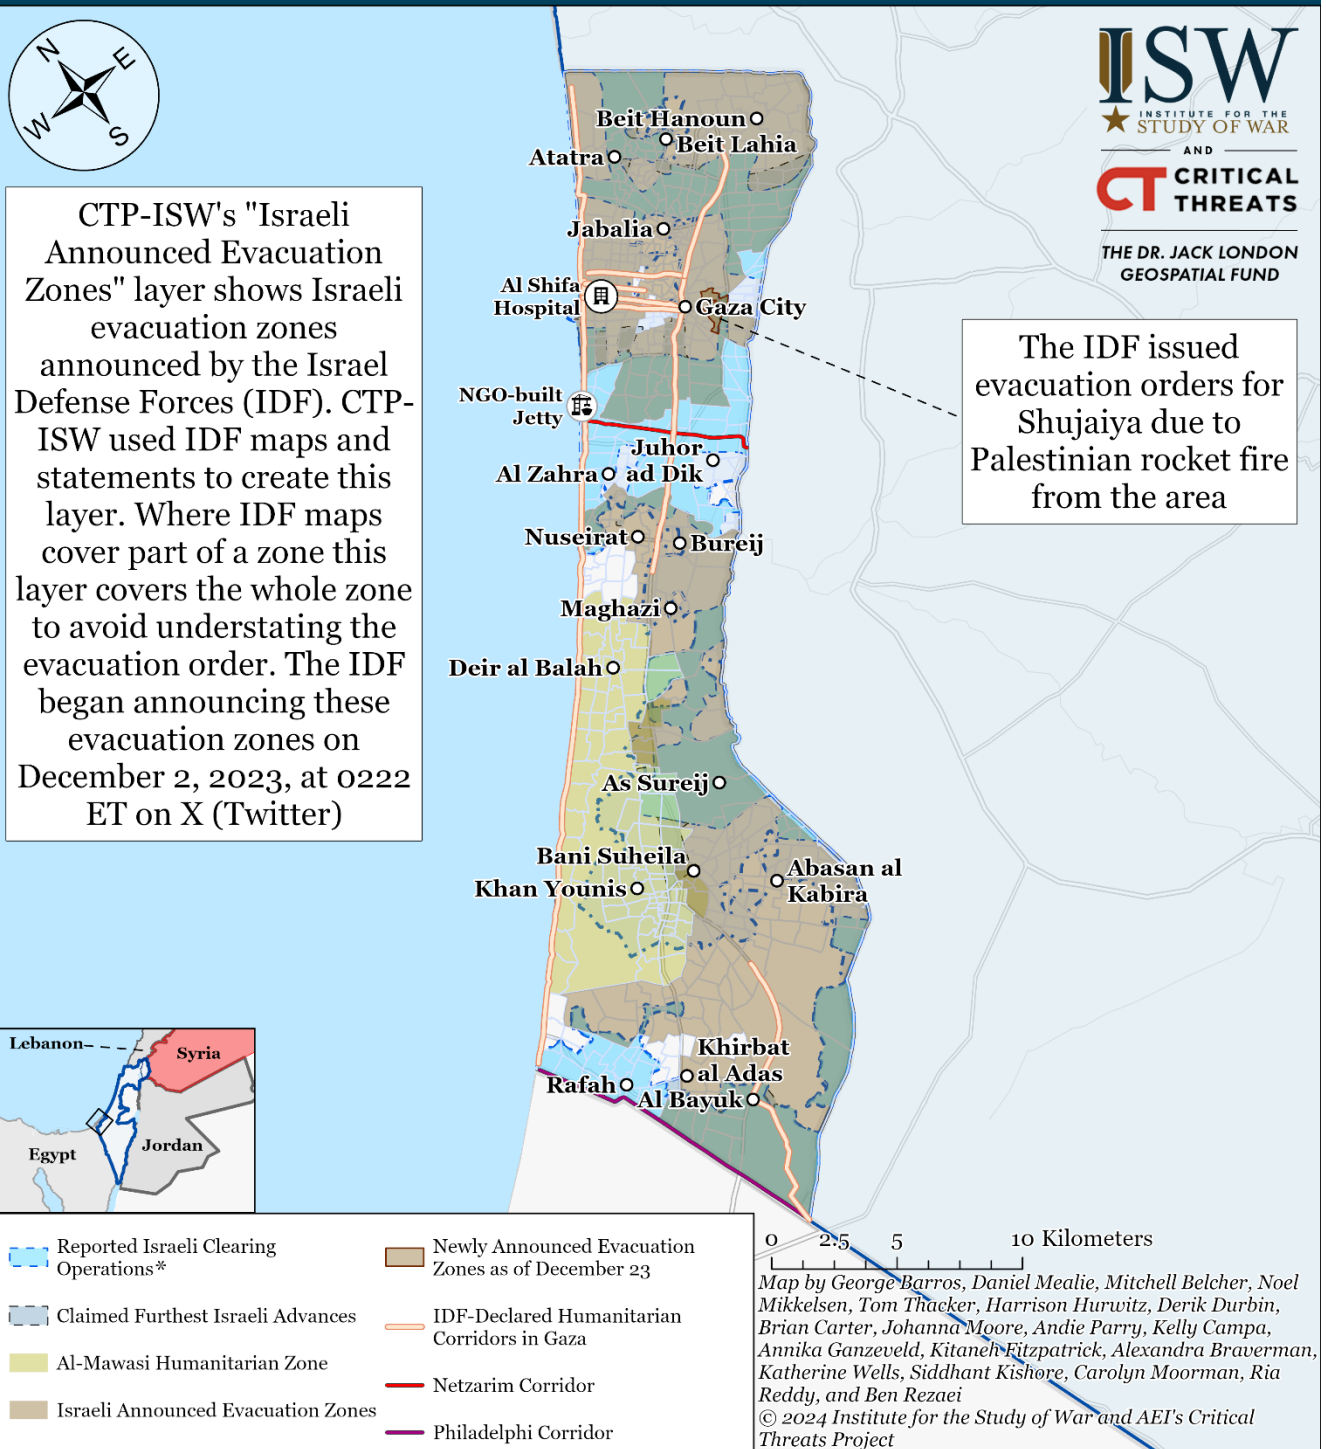 N
E
W
S
ISW
INSTITUTE FOR THE
STUDY OF WAR
AND
CT CRITICAL
THREATS
THE DR. JACK LONDON
GEOSPATIAL FUND
CTP-ISW's "Israeli
Announced Evacuation
Zones" layer shows Israeli
evacuation zones
announced by the Israel
Defense Forces (IDF). CTP-
ISW used IDF maps and
statements to create this
layer. Where IDF maps
cover part of a zone this
layer covers the whole zone
to avoid understating the
evacuation order. The IDF
began announcing these
evacuation zones on
December 2, 2023, at 0222
ET on X (Twitter)
Beit Hanoun
Beit Lahia
Atatra
Jabalia
Al Shifa
Hospital
Gaza City
The IDF issued
evacuation orders for
Shujaiya due to
Palestinian rocket fire
from the area
NGO-built
Jetty
Juhor
ad Dik
Al Zahra
Nuseirat
Bureij
Maghazi
Deir al Balah
As Sureij
Bani Suheila
Khan Younis
Abasan al
Kabira
Khirbat
al Adas
Rafah
Al Bayuk
Lebanon
Syria
Egypt
Jordan
Reported Israeli Clearing
Operations*
Claimed Furthest Israeli Advances
Al-Mawasi Humanitarian Zone
Israeli Announced Evacuation Zones
Newly Announced Evacuation
Zones as of December 23
IDF-Declared Humanitarian
Corridors in Gaza
Netzarim Corridor
Philadelphi Corridor
0 2.5 5 10 Kilometers
Map by George Barros, Daniel Mealie, Mitchell Belcher, Noel
Mikkelsen, Tom Thacker, Harrison Hurwitz, Derik Durbin,
Brian Carter, Johanna Moore, Andie Parry, Kelly Campa,
Annika Ganzeveld, Kitaneh Fitzpatrick, Alexandra Braverman,
Katherine Wells, Siddhant Kishore, Carolyn Moorman, Ria
Reddy, and Ben Rezaei
© 2024 Institute for the Study of War and AEI's Critical
Threats Project